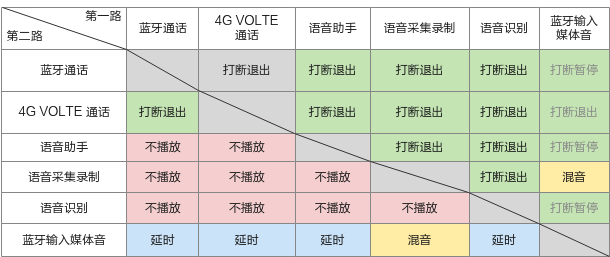 第一路
第二路
蓝牙通话
4G VOLTE
通话
语音助手
语音采集录制
语音识别
蓝牙输入
媒体音
蓝牙通话
打断退出
打断退出
打断退出
打断退出
打断暂停
4G VOLTE 通话
打断退出
打断退出
打断退出
打断退出
打断退出
语音助手
不播放
不播放
打断退出
打断退出
打断暂停
语音采集录制
不播放
不播放
不播放
打断退出
混音
语音识别
不播放
不播放
不播放
不播放
打断暂停
蓝牙输入媒体音
延时
延时
延时
混音
延时